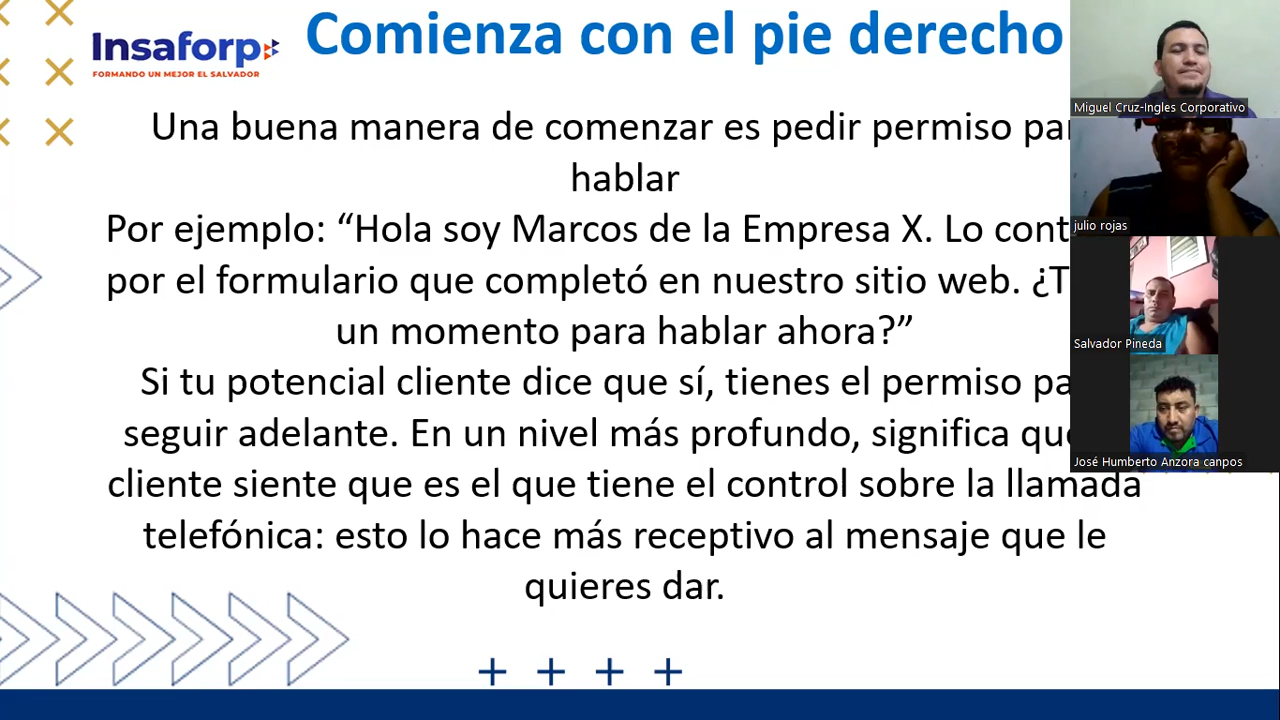 Insaforp
FORMANDO UN MEJOR EL SALVADOR
Comienza con el pie derecho
Una buena manera de comenzar es pedir permiso
hablar
Por ejemplo: “Hola soy Marcos de la Empresa X. Lo
por el formulario que completó en nuestro sitio web.
un momento para hablar ahora?”
Si tu potencial cliente dice que sí, tienes el permiso
seguir adelante. En un nivel más profundo, significa
cliente siente que es el que tiene el control sobre la llamada
telefónica: esto lo hace más receptivo al mensaje que le
quieres dar.
Miguel Cruz-Ingles Corporativo
julio rojas
Salvador Pineda
José Humberto Anzora canpos